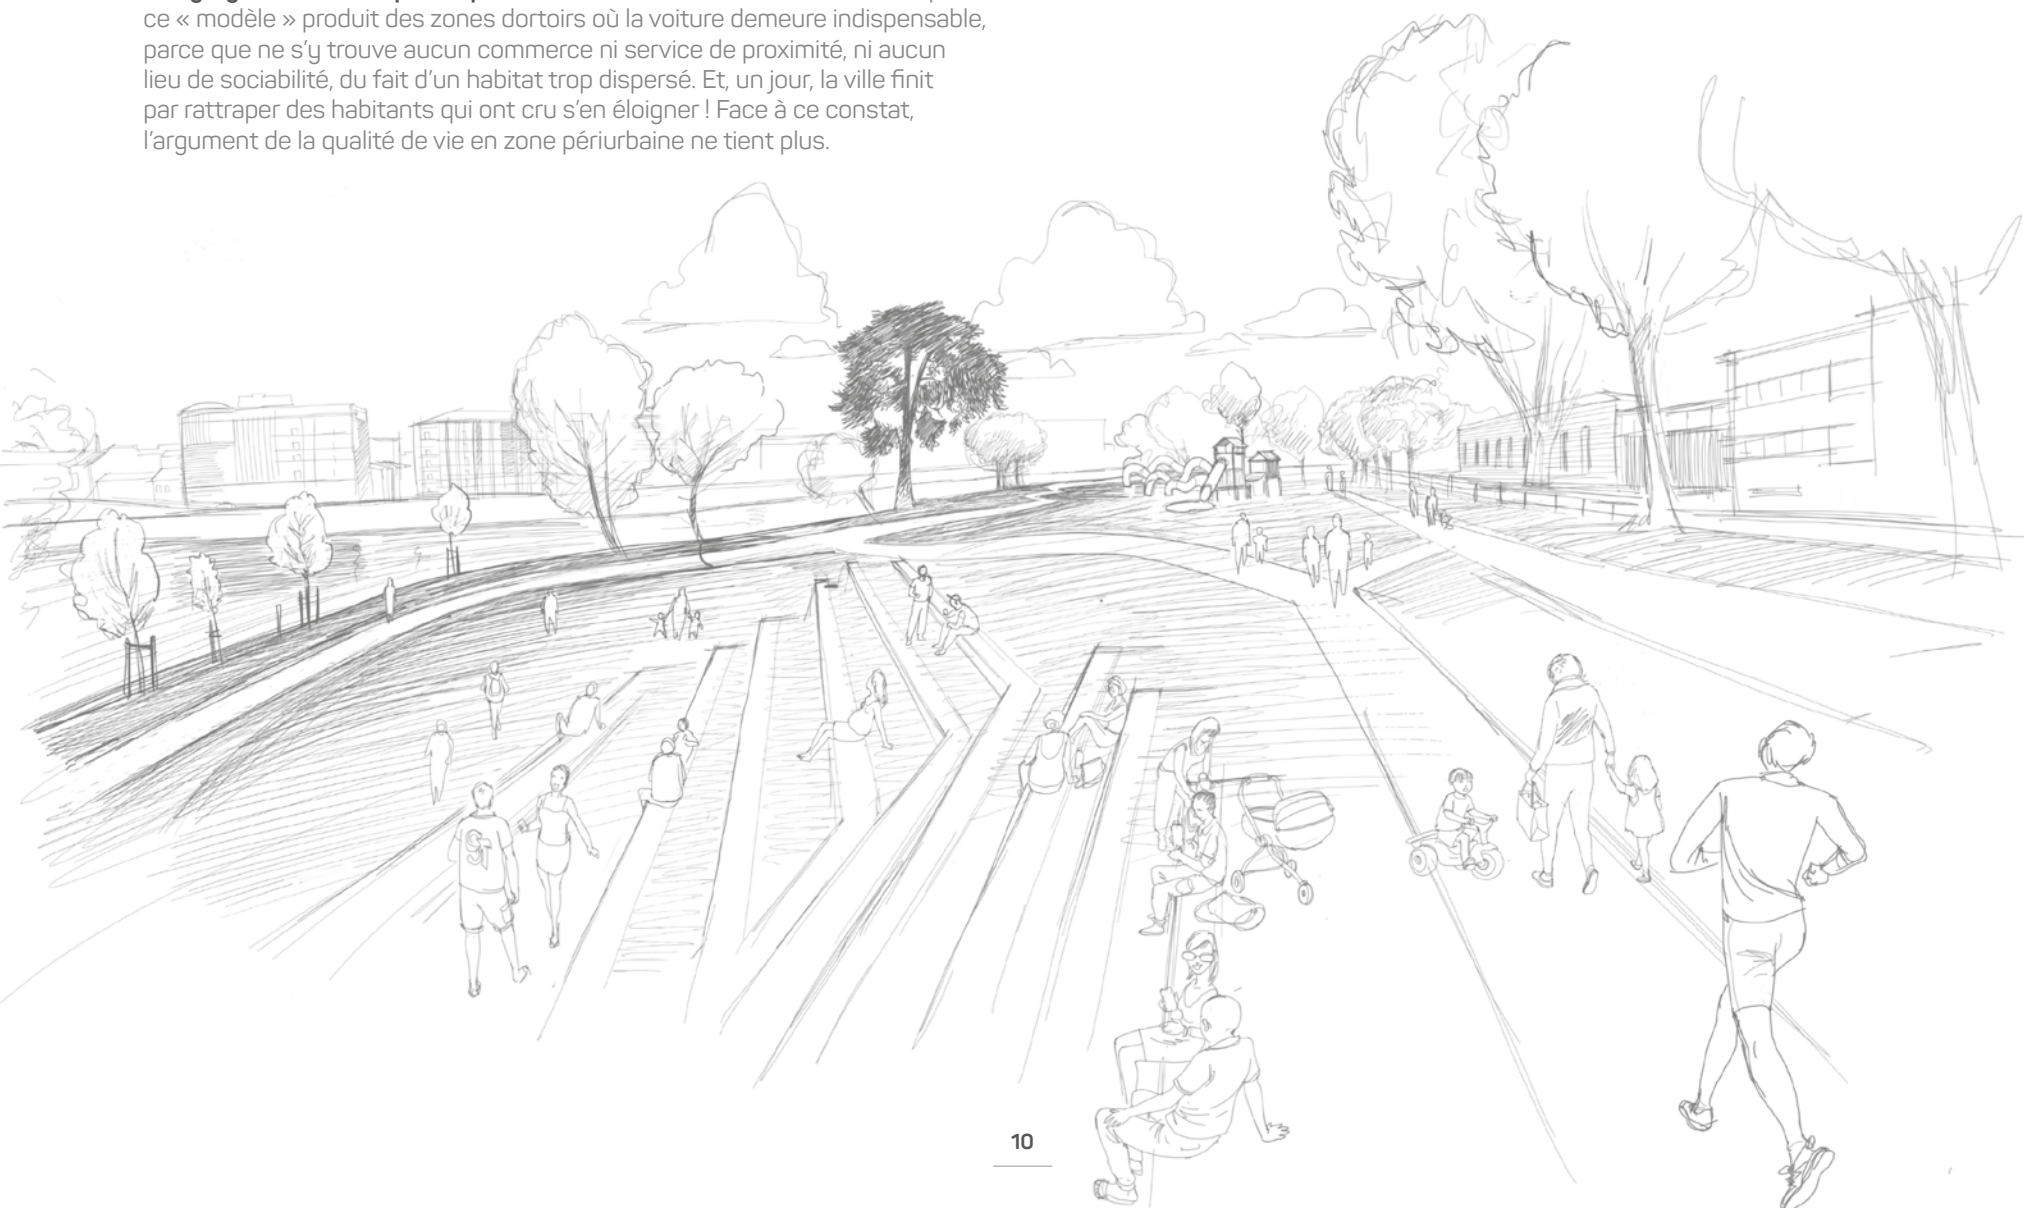 ce « modèle » produit des zones dortoirs où la voiture demeure indispensable,
parce que ne s'y trouve aucun commerce ni service de proximité, ni aucun
lieu de sociabilité, du fait d'un habitat trop dispersé. Et, un jour, la ville finit
par rattraper des habitants qui ont cru s'en éloigner ! Face à ce constat,
l'argument de la qualité de vie en zone périurbaine ne tient plus.
10